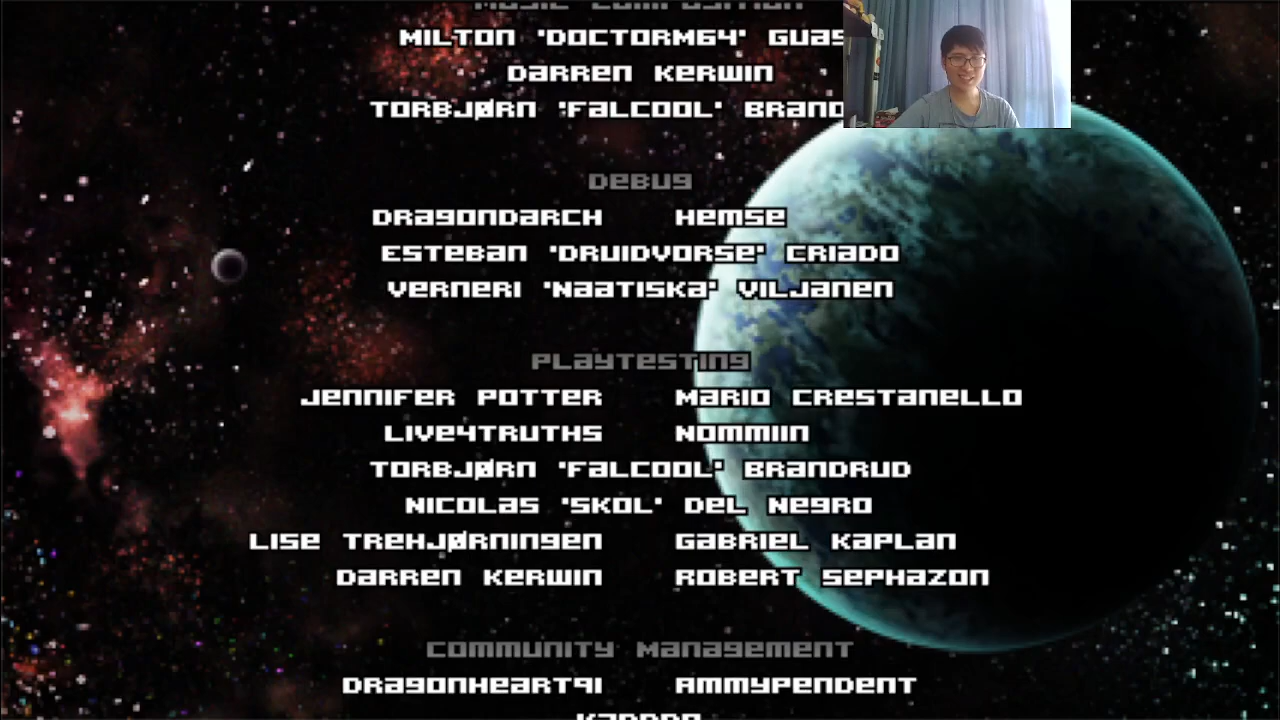 MUSIC COMPOSITION
MILTON 'DOCTORM64' GUAS
DARREN KERWIN
TORBJØRN 'FALCOOL' BRAND
DEBUG
DRAGONDARCH HEMSE
ESTEBAN 'DRUIDVORSE' CRIADO
VERNERI 'NAATISKA' VILJANEN
PLAYTESTING
JENNIFER POTTER MARIO CRESTANELLO
LIVE4TRUTHS NOMMIIN
TORBJØRN 'FALCOOL' BRANDRUD
NICOLAS 'SKOL' DEL NEGRO
LISE TREHJØRNINGEN GABRIEL KAPLAN
DARREN KERWIN ROBERT SEPHAZON
COMMUNITY MANAGEMENT
DRAGONHEART91 AMMYPENDENT